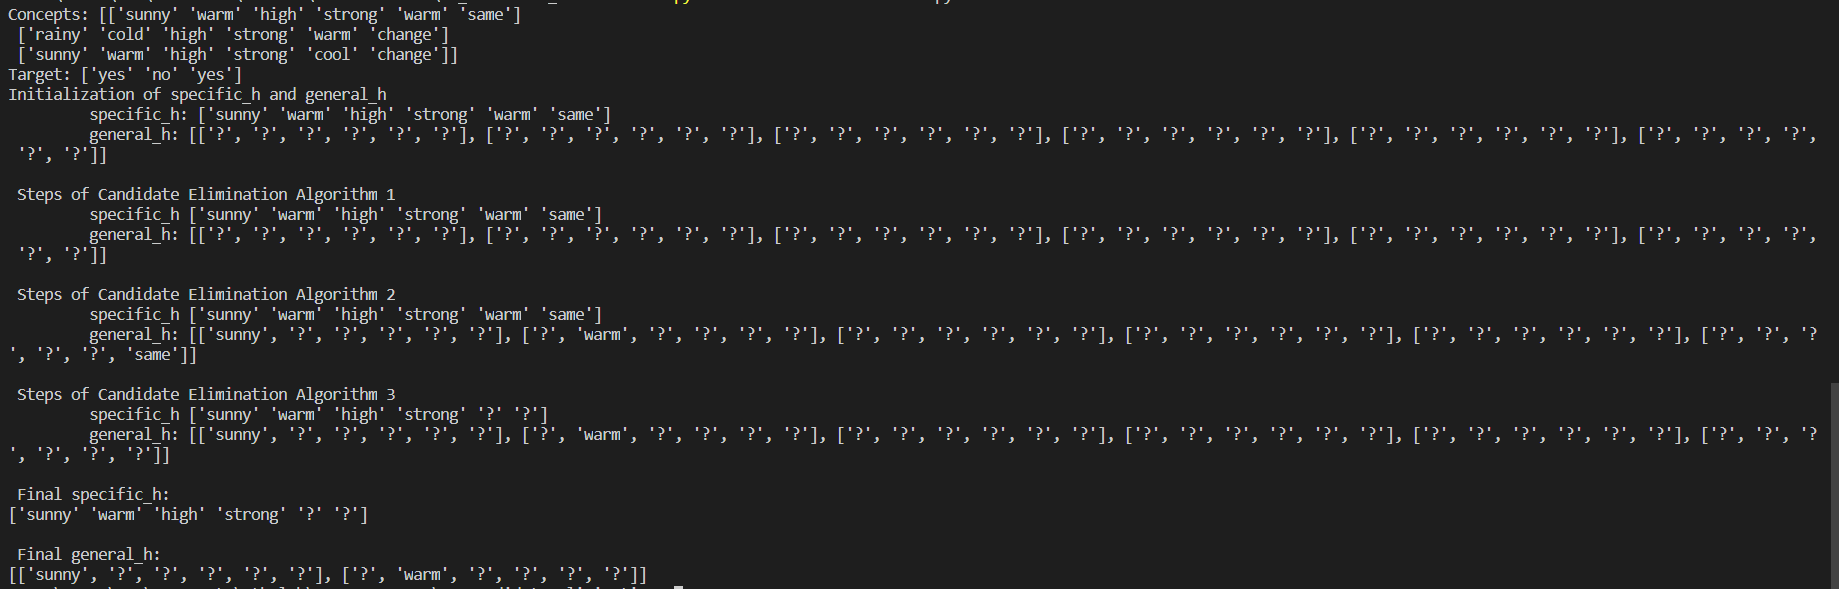 Concepts: [['sunny' 'warm' 'high' 'strong' 'warm' 'same']
['rainy' 'cold' 'high' 'strong' 'warm' 'change']
['sunny' 'warm' 'high' 'strong' 'cool' 'change']]
Target: ['yes' 'no' 'yes']
Initialization of specific_h and general_h
specific_h: ['sunny' 'warm' 'high' 'strong' 'warm' 'same']
general_h: [['?', '?', '?', '?', '?', '?'], ['?', '?', '?', '?', '?', '?'], ['?', '?', '?', '?', '?', '?'], ['?', '?', '?', '?', '?', '?'], ['?', '?', '?', '?', '?', '?'], ['?', '?', '?', '?',
'?', '?']]
Steps of Candidate Elimination Algorithm 1
specific_h ['sunny' 'warm' 'high' 'strong' 'warm' 'same']
general_h: [['?', '?', '?', '?', '?', '?'], ['?', '?', '?', '?', '?', '?'], ['?', '?', '?', '?', '?', '?'], ['?', '?', '?', '?', '?', '?'], ['?', '?', '?', '?', '?', '?'], ['?', '?', '?', '?',
'?', '?']]
Steps of Candidate Elimination Algorithm 2
specific_h ['sunny' 'warm' 'high' 'strong' 'warm' 'same']
general_h: [['sunny', '?', '?', '?', '?', '?'], ['?', 'warm', '?', '?', '?', '?'], ['?', '?', '?', '?', '?', '?'], ['?', '?', '?', '?', '?', '?'], ['?', '?', '?', '?', '?', '?'], ['?', '?', '?
', '?', '?', 'same']]
Steps of Candidate Elimination Algorithm 3
specific_h ['sunny' 'warm' 'high' 'strong' '?' '?']
general_h: [['sunny', '?', '?', '?', '?', '?'], ['?', 'warm', '?', '?', '?', '?'], ['?', '?', '?', '?', '?', '?'], ['?', '?', '?', '?', '?', '?'], ['?', '?', '?', '?', '?', '?'], ['?', '?', '?
', '?', '?', '?']]
Final specific_h:
['sunny' 'warm' 'high' 'strong' '?' '?']
Final general_h:
[['sunny', '?', '?', '?', '?', '?'], ['?', 'warm', '?', '?', '?', '?']]